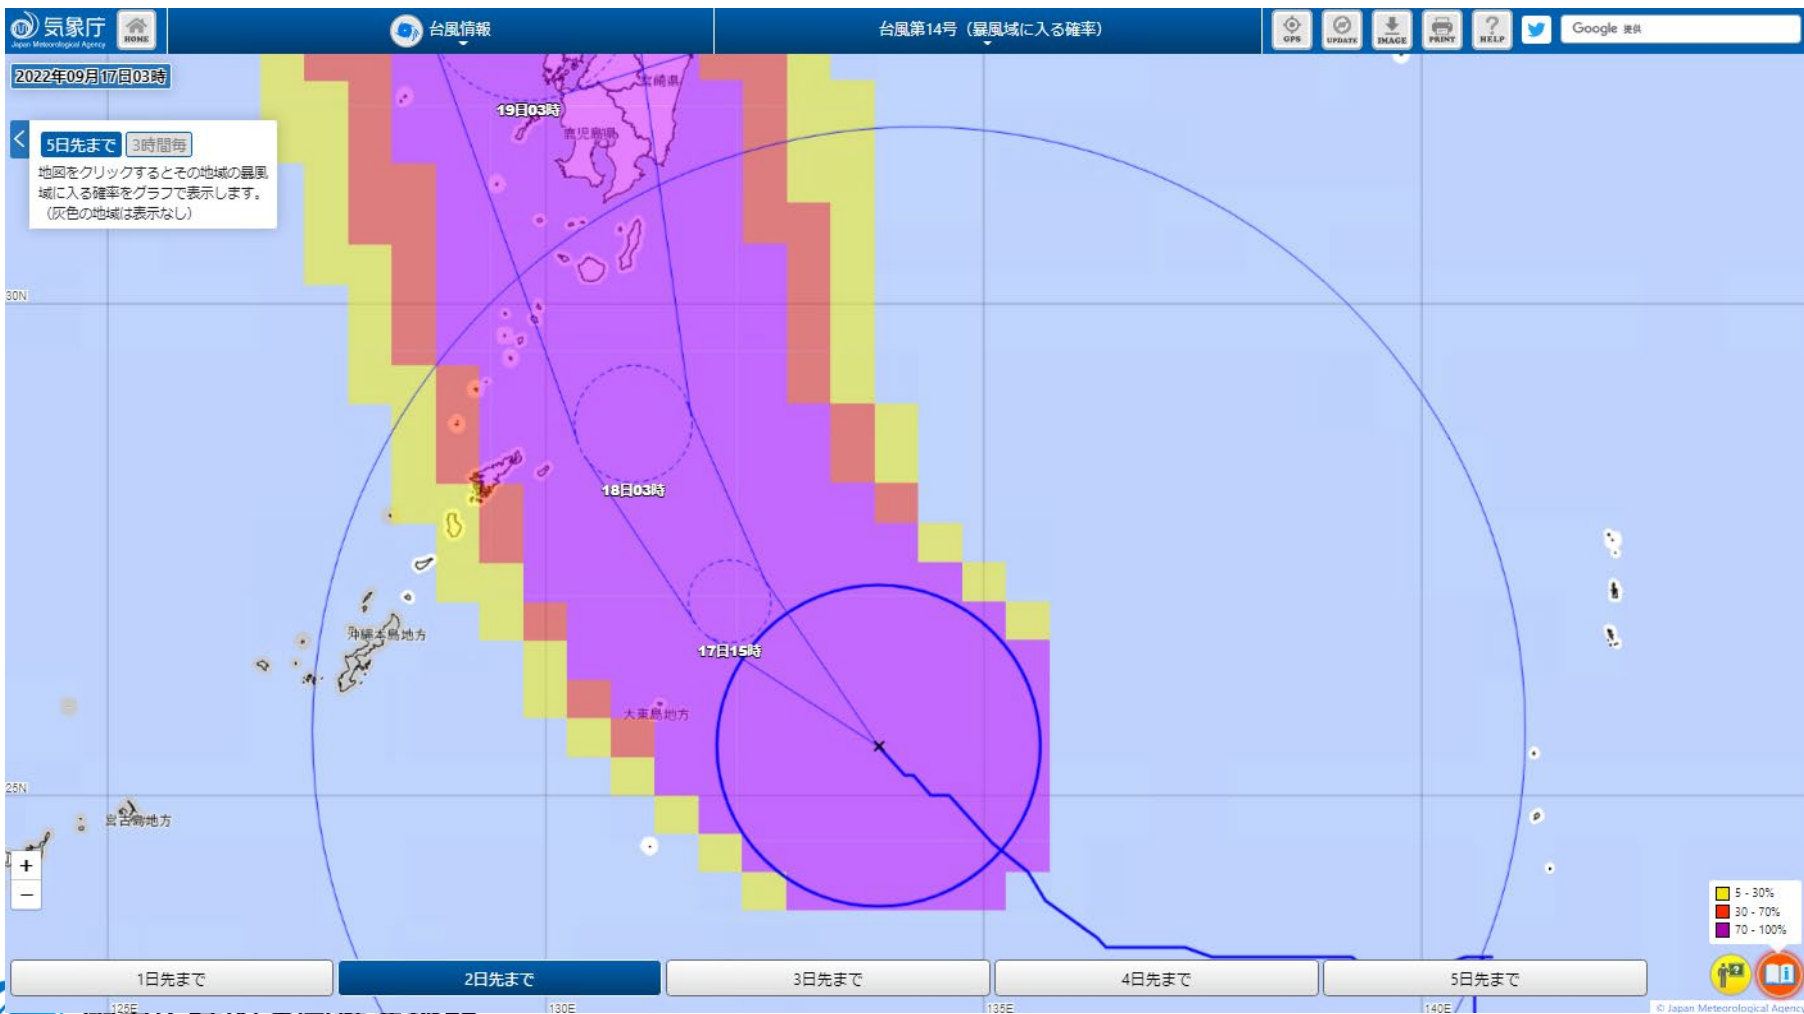 気象庁
Japan Meteorological Agency
HOME
台風情報
台風第14号（暴風域に入る確率）
GPS
UPDATE
IMAGE
PRINT
HELP
Google 提供
2022年09月17日03時
5日先まで
3時間毎
地図をクリックするとその地域の暴風
域に入る確率をグラフで表示します。
（灰色の地域は表示なし）
宮崎県
19日03時
鹿児島県
30N
18日03時
17日15時
沖縄本島地方
大東島地方
25N
宮古島地方
+
−
5 - 30%
30 - 70%
70 - 100%
1日先まで
2日先まで
3日先まで
4日先まで
5日先まで
125E
130E
135E
140E
© Japan Meteorological Agency